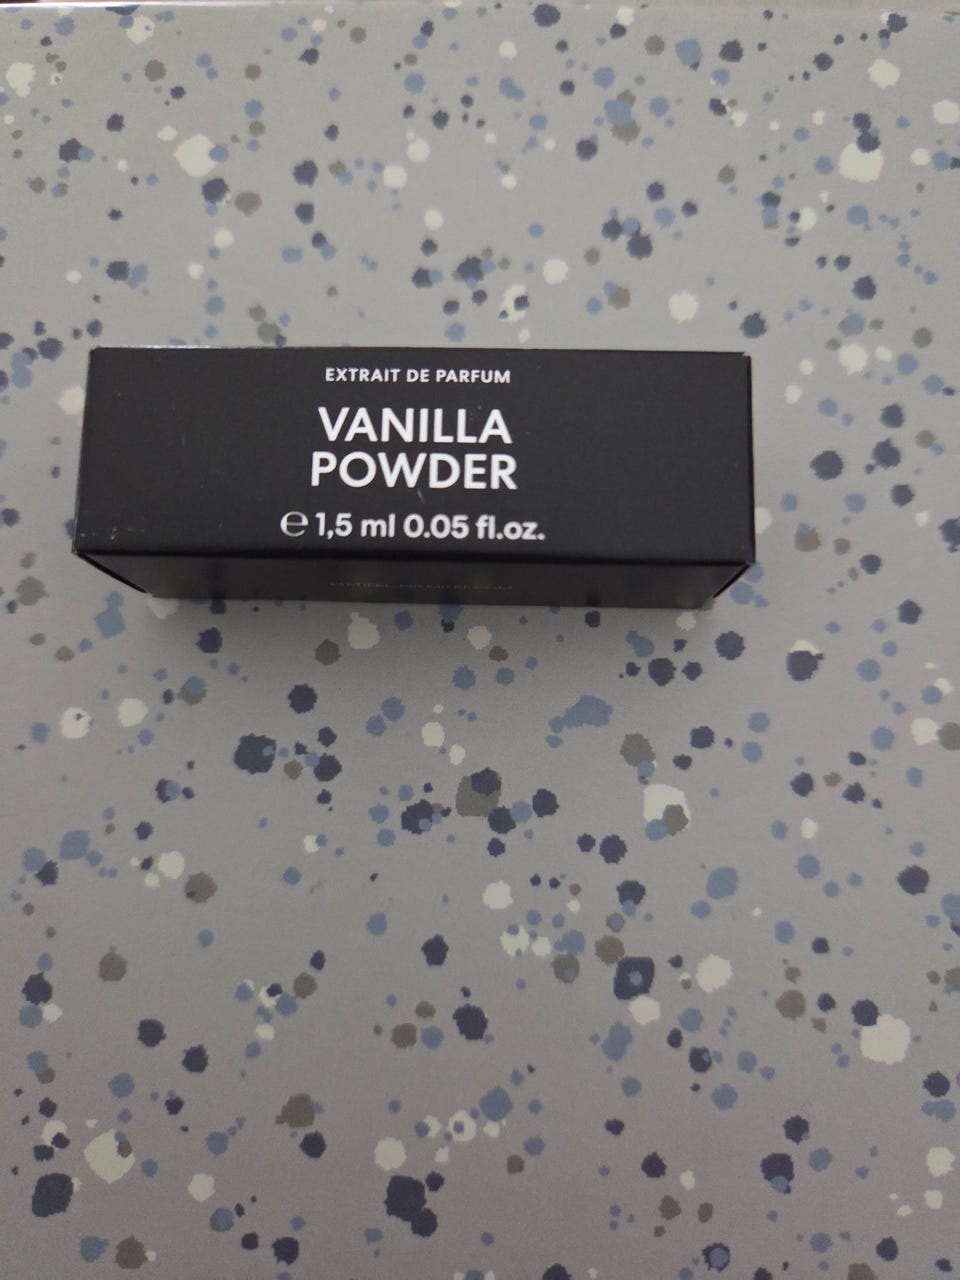 EXTRAIT DE PARFUM
VANILLA
POWDER
℮ 1,5 ml 0.05 fl.oz.